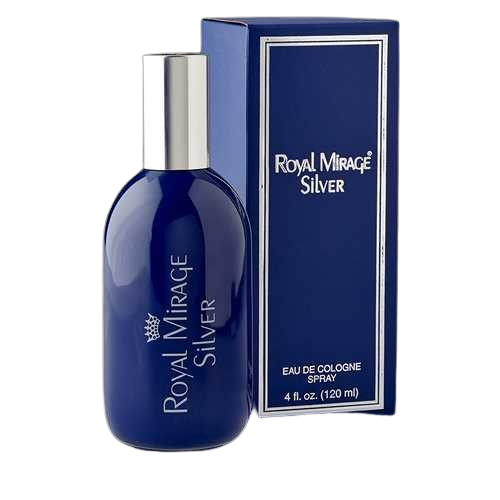 Royal Mirage
Silver
Royal Mirage®
Silver
EAU DE COLOGNE
SPRAY
4 fl. oz. (120 ml)